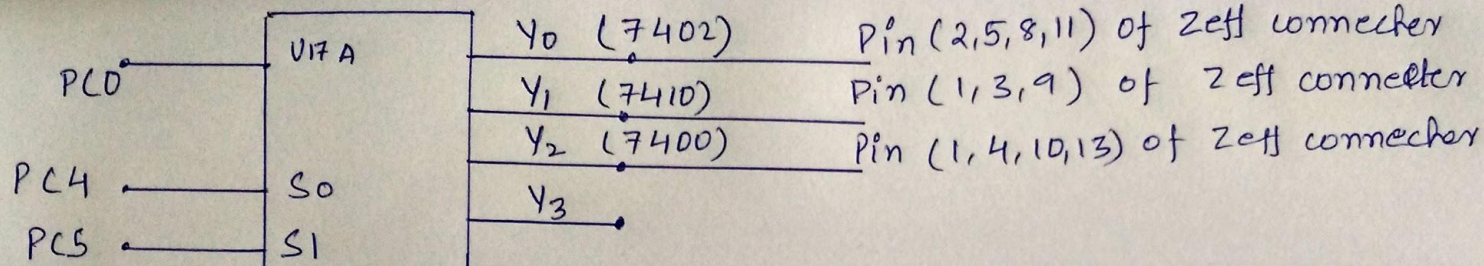 Y0 (7402) Pin (2,5,8,11) of Zeff connecter
U17 A
PC0
Y1 (7410) Pin (1,3,9) of Zeff connecter
Y2 (7400) Pin (1,4,10,13) of Zeff connecter
PC4 S0
Y3
PC5 S1